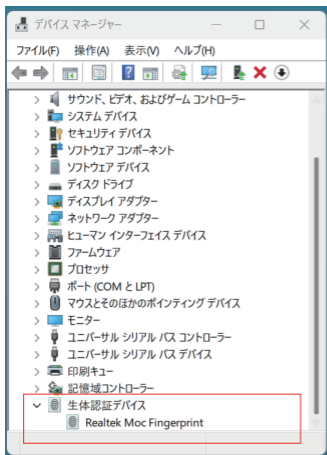 デバイス マネージャー
ファイル(F) 操作(A) 表示(V) ヘルプ(H)
サウンド、ビデオ、およびゲーム コントローラー
システム デバイス
セキュリティ デバイス
ソフトウェア コンポーネント
ソフトウェア デバイス
ディスク ドライブ
ディスプレイ アダプター
ネットワーク アダプター
ヒューマン インターフェイス デバイス
ファームウェア
プロセッサ
ポート (COM と LPT)
マウスとそのほかのポインティング デバイス
モニター
ユニバーサル シリアル バス コントローラー
ユニバーサル シリアル バス デバイス
印刷キュー
記憶域コントローラー
生体認証デバイス
Realtek Moc Fingerprint